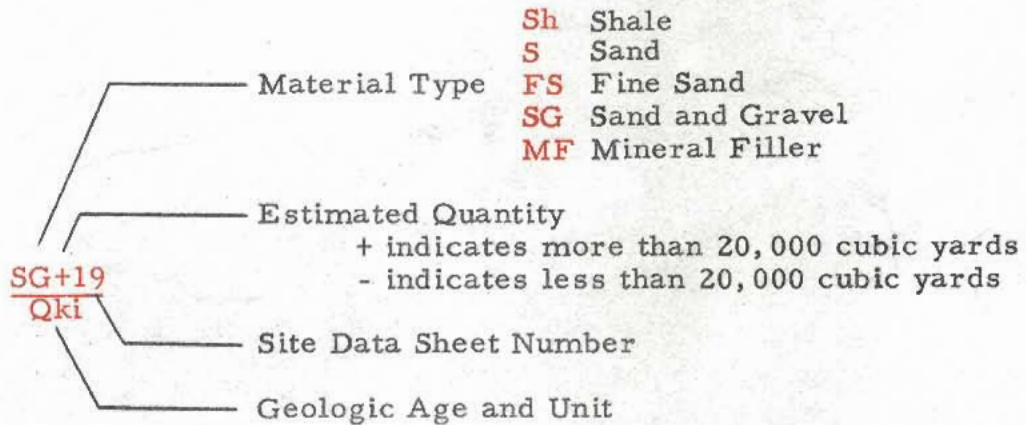 Sh Shale
S Sand
Material Type FS Fine Sand
SG Sand and Gravel
MF Mineral Filler
Estimated Quantity
+ indicates more than 20,000 cubic yards
- indicates less than 20,000 cubic yards
SG+19
Qki
Site Data Sheet Number
Geologic Age and Unit